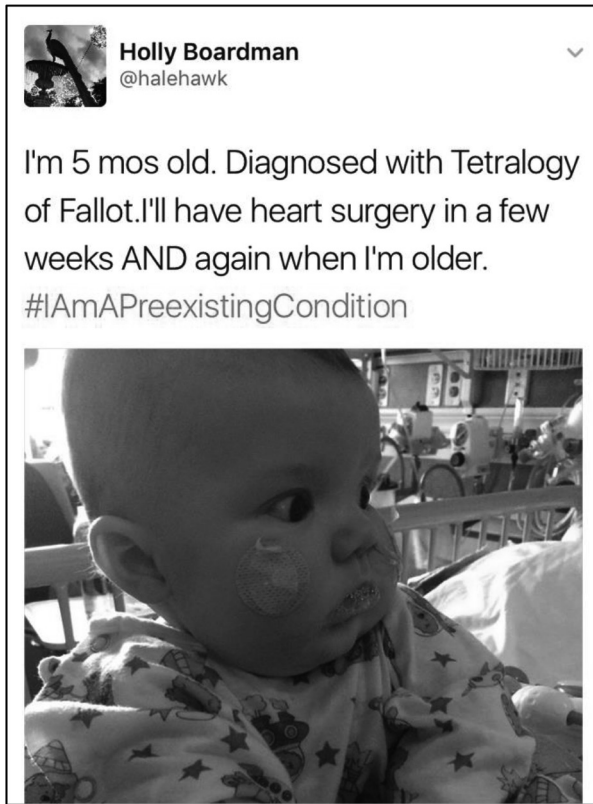 Holly Boardman
@halehawk
I'm 5 mos old. Diagnosed with Tetralogy
of Fallot.I'll have heart surgery in a few
weeks AND again when I'm older.
#IAmAPreexistingCondition